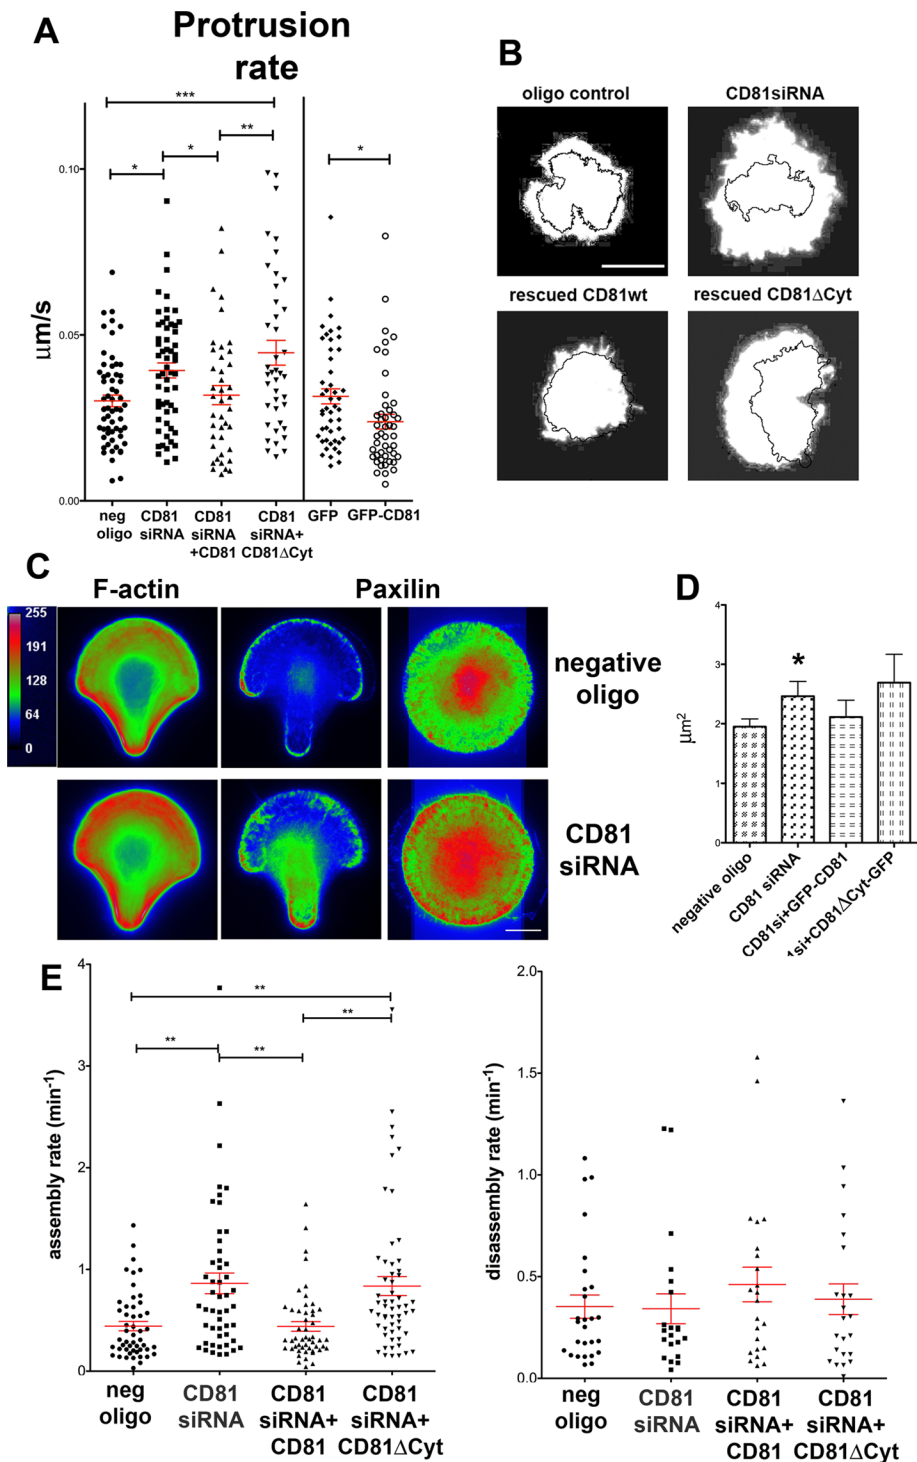 A
Protrusion
rate
***
**
*
*
*
0.10
0.05
0.00
µm/s
neg
oligo
CD81
siRNA
CD81
siRNA
+CD81
CD81
siRNA+
CD81ΔCyt
GFP
GFP-CD81
B
oligo control
CD81siRNA
rescued CD81wt
rescued CD81ΔCyt
C
F-actin
Paxilin
255
191
128
64
0
negative
oligo
CD81
siRNA
D
4
3
2
1
0
µm²
*
negative oligo
CD81 siRNA
CD81si+GFP-CD81
1si+CD81ΔCyt-GFP
E
**
**
**
**
4
3
2
1
0
assembly rate (min⁻¹)
neg
oligo
CD81
siRNA
CD81
siRNA+
CD81
CD81
siRNA+
CD81ΔCyt
2.0
1.5
1.0
0.5
0.0
disassembly rate (min⁻¹)
neg
oligo
CD81
siRNA
CD81
siRNA+
CD81
CD81
siRNA+
CD81ΔCyt